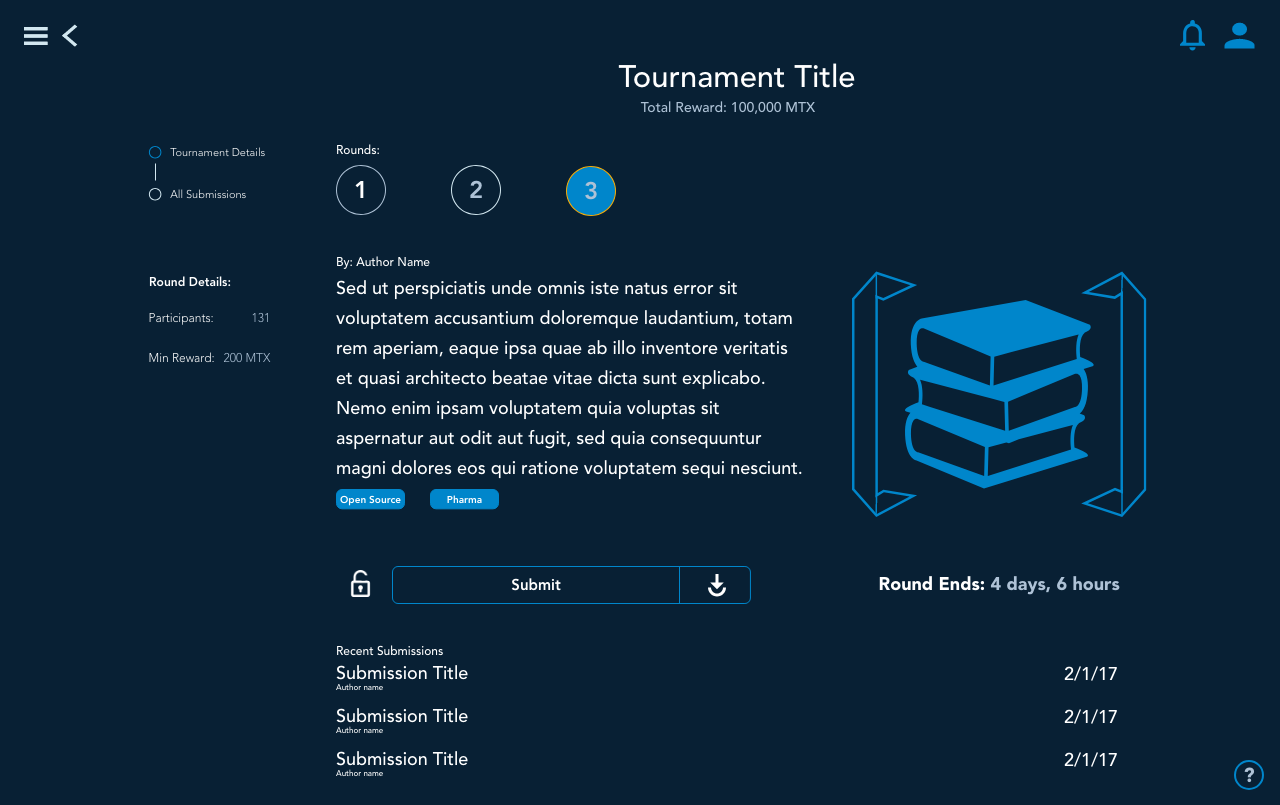 Tournament Title
Total Reward: 100,000 MTX
Tournament Details
All Submissions
Rounds:
1 2 3
Round Details:
Participants: 131
Min Reward: 200 MTX
By: Author Name
Sed ut perspiciatis unde omnis iste natus error sit
voluptatem accusantium doloremque laudantium, totam
rem aperiam, eaque ipsa quae ab illo inventore veritatis
et quasi architecto beatae vitae dicta sunt explicabo.
Nemo enim ipsam voluptatem quia voluptas sit
aspernatur aut odit aut fugit, sed quia consequuntur
magni dolores eos qui ratione voluptatem sequi nesciunt.
Open Source Pharma
Submit
Round Ends: 4 days, 6 hours
Recent Submissions
Submission Title 2/1/17
Author name
Submission Title 2/1/17
Author name
Submission Title 2/1/17
Author name
?